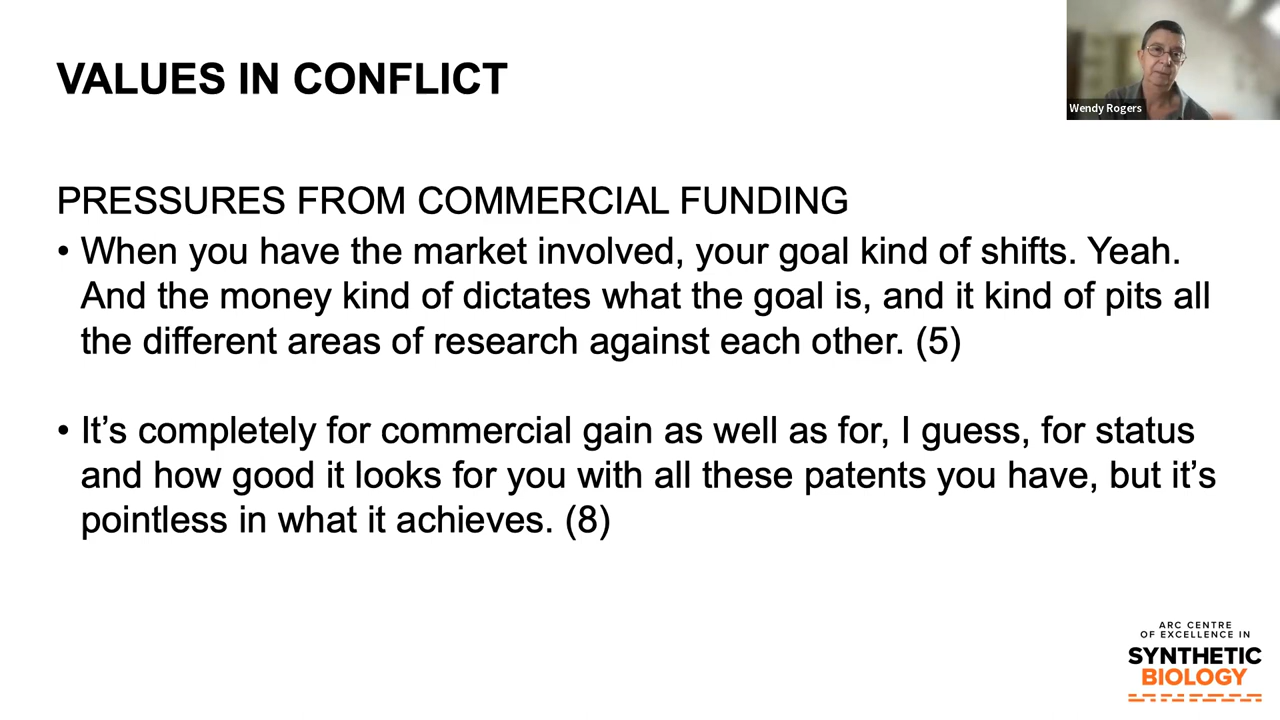 VALUES IN CONFLICT
Wendy Rogers
PRESSURES FROM COMMERCIAL FUNDING
• When you have the market involved, your goal kind of shifts. Yeah.
And the money kind of dictates what the goal is, and it kind of pits all
the different areas of research against each other. (5)
• It’s completely for commercial gain as well as for, I guess, for status
and how good it looks for you with all these patents you have, but it’s
pointless in what it achieves. (8)
ARC CENTRE
OF EXCELLENCE IN
SYNTHETIC
BIOLOGY